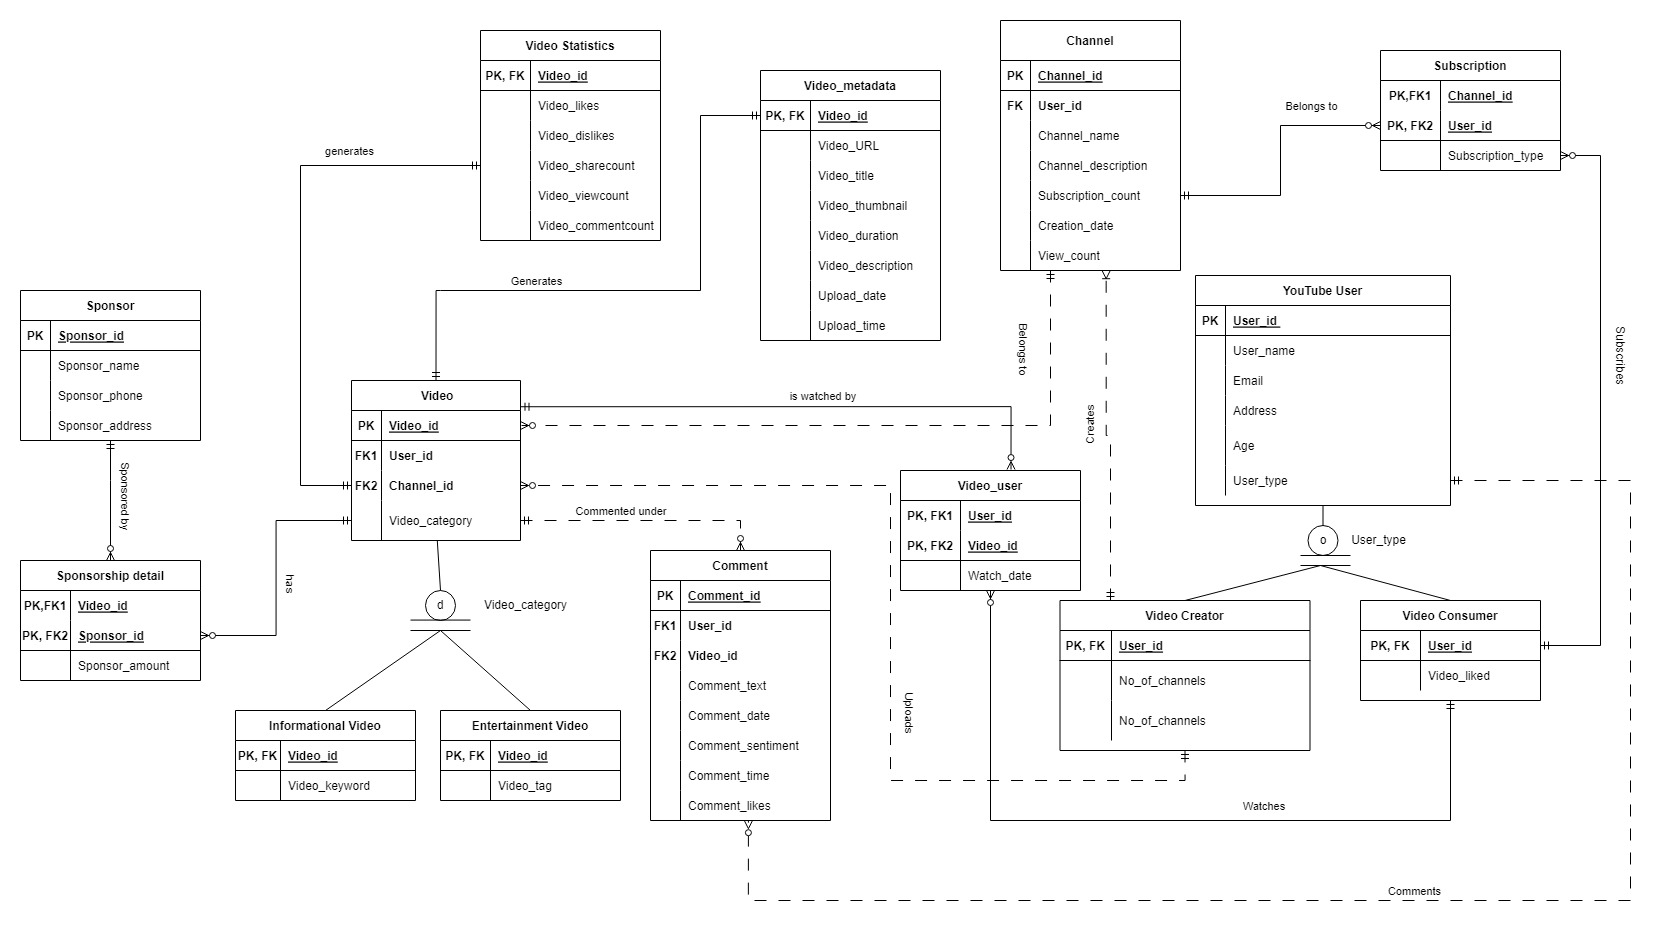 Video Statistics
PK, FK Video_id
Video_likes
Video_dislikes
Video_sharecount
Video_viewcount
Video_commentcount
generates
Video_metadata
PK, FK Video_id
Video_URL
Video_title
Video_thumbnail
Video_duration
Video_description
Upload_date
Upload_time
Generates
Channel
PK Channel_id
FK User_id
Channel_name
Channel_description
Subscription_count
Creation_date
View_count
Belongs to
Subscription
PK,FK1 Channel_id
PK, FK2 User_id
Subscription_type
Subscribes
YouTube User
PK User_id
User_name
Email
Address
Age
User_type
Belongs to
Creates
Sponsor
PK Sponsor_id
Sponsor_name
Sponsor_phone
Sponsor_address
Sponsored by
Video
PK Video_id
FK1 User_id
FK2 Channel_id
Video_category
is watched by
Commented under
Video_user
PK, FK1 User_id
PK, FK2 Video_id
Watch_date
o User_type
Sponsorship detail
PK,FK1 Video_id
PK, FK2 Sponsor_id
Sponsor_amount
has
d Video_category
Comment
PK Comment_id
FK1 User_id
FK2 Video_id
Comment_text
Comment_date
Comment_sentiment
Comment_time
Comment_likes
Video Creator
PK, FK User_id
No_of_channels
No_of_channels
Video Consumer
PK, FK User_id
Video_liked
Uploads
Informational Video
PK, FK Video_id
Video_keyword
Entertainment Video
PK, FK Video_id
Video_tag
Watches
Comments